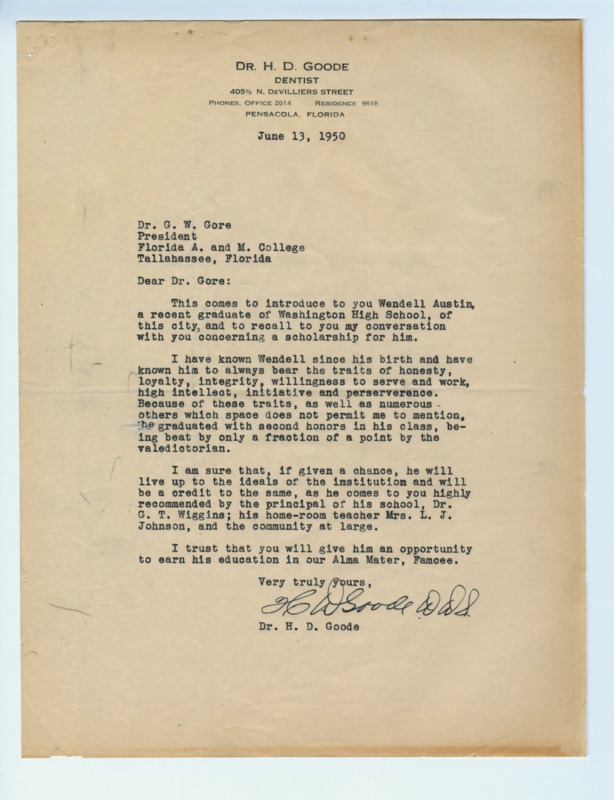 DR. H. D. GOODE
DENTIST
405½ N. DEVILLIERS STREET
PHONES, OFFICE 2014 RESIDENCE 9618
PENSACOLA, FLORIDA
June 13, 1950
Dr. G. W. Gore
President
Florida A. and M. College
Tallahassee, Florida
Dear Dr. Gore:
This comes to introduce to you Wendell Austin,
a recent graduate of Washington High School, of
this city, and to recall to you my conversation
with you concerning a scholarship for him.
I have known Wendell since his birth and have
known him to always bear the traits of honesty,
loyalty, integrity, willingness to serve and work,
high intellect, initiative and perserverence.
Because of these traits, as well as numerous
others which space does not permit me to mention,
he graduated with second honors in his class, be-
ing beat by only a fraction of a point by the
valedictorian.
I am sure that, if given a chance, he will
live up to the ideals of the institution and will
be a credit to the same, as he comes to you highly
recommended by the principal of his school, Dr.
G. T. Wiggins; his home-room teacher Mrs. L. J.
Johnson, and the community at large.
I trust that you will give him an opportunity
to earn his education in our Alma Mater, Famcee.
Very truly yours,
H D Goode D.D.S.
Dr. H. D. Goode